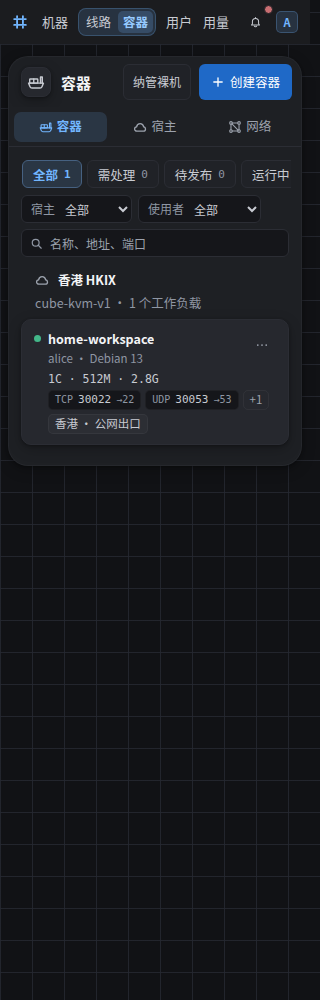 机器 线路 容器 用户 用量 A
容器 纳管裸机 创建容器
容器 宿主 网络
全部 1 需处理 0 待发布 0 运行中
宿主 全部 使用者 全部
名称、地址、端口
香港 HKIX
cube-kvm-v1 · 1 个工作负载
home-workspace ...
alice · Debian 13
1C · 512M · 2.8G
TCP 30022 →22 UDP 30053 →53 +1
香港 · 公网出口